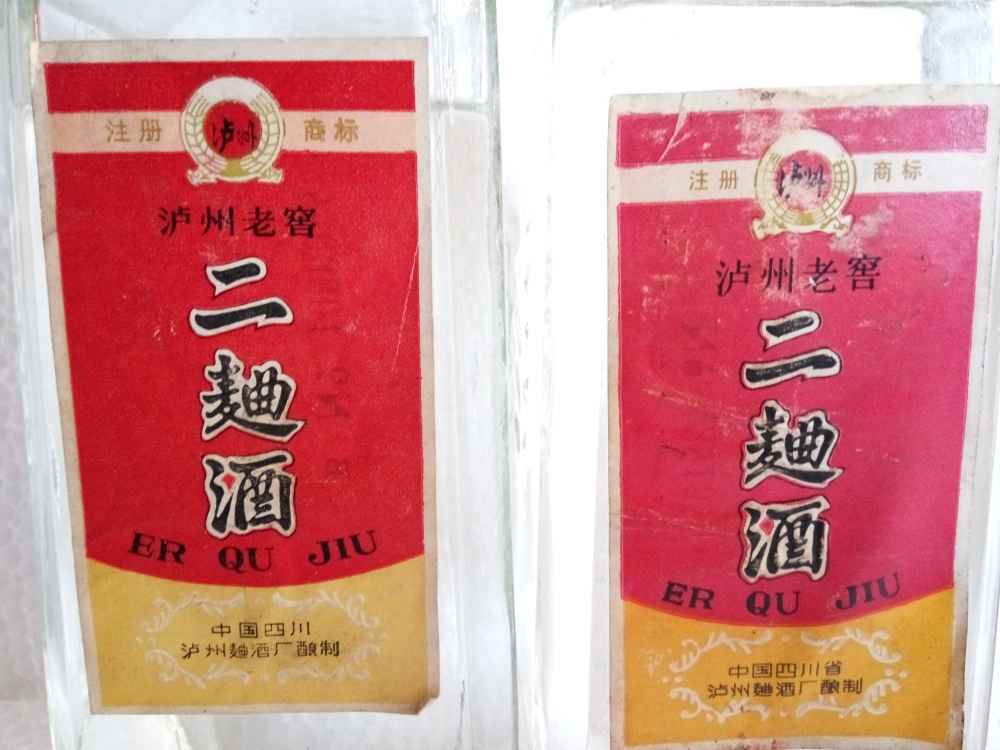 注册 泸州 商标
泸州老窖
二麯酒
ER QU JIU
中国四川
泸州麯酒厂酿制
注册 泸州 商标
泸州老窖
二麯酒
ER QU JIU
中国四川省
泸州麯酒厂酿制